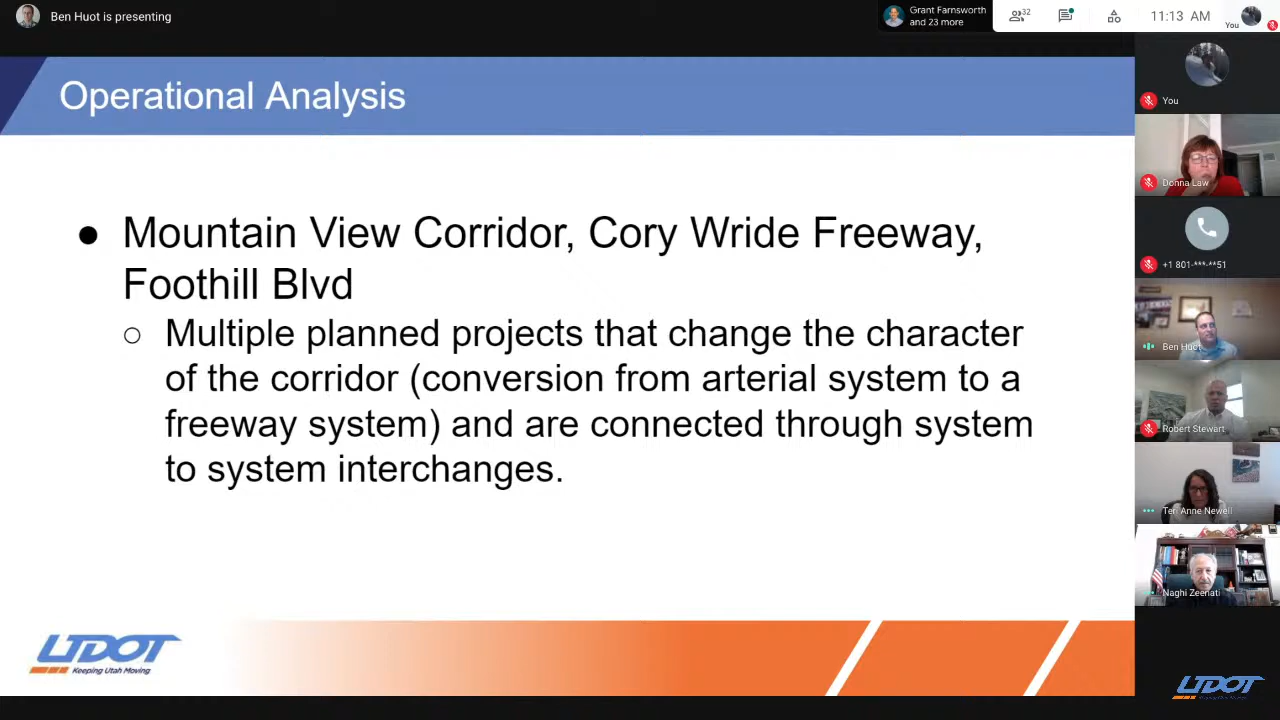 Ben Huot is presenting
Grant Farnsworth
and 23 more
32
11:13 AM
You
Operational Analysis
● Mountain View Corridor, Cory Wride Freeway,
Foothill Blvd
○ Multiple planned projects that change the character
of the corridor (conversion from arterial system to a
freeway system) and are connected through system
to system interchanges.
UDOT
Keeping Utah Moving
You
Donna Law
+1 801-***-**51
Ben Huot
Robert Stewart
Teri Anne Newell
Naghi Zeenati
UDOT